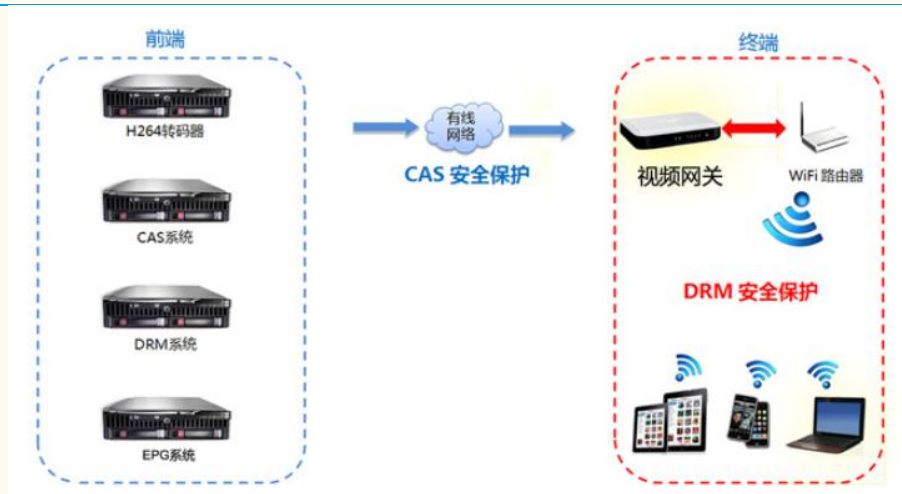 前端
终端
H264转码器
有线
网络
CAS 安全保护
视频网关
WiFi 路由器
CAS系统
DRM 安全保护
DRM系统
EPG系统